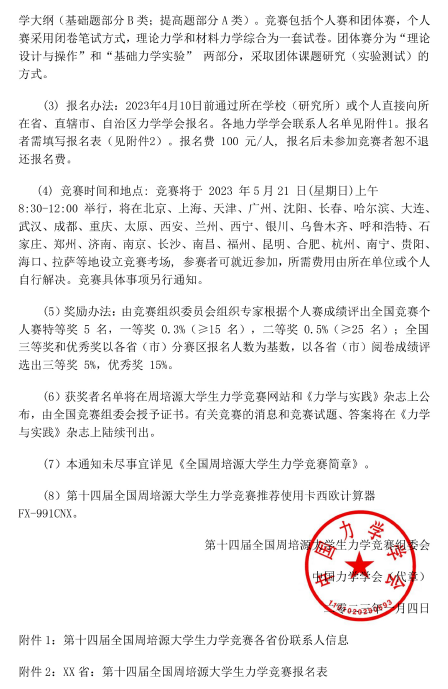 学大纲（基础题部分 B 类；提高题部分 A 类）。竞赛包括个人赛和团体赛，个人
赛采用闭卷笔试方式，理论力学和材料力学综合为一套试卷。团体赛分为“理论
设计与操作”和“基础力学实验” 两部分，采取团体课题研究（实验测试）的
方式。
（3）报名办法：2023年4月10日前通过所在学校（研究所）或个人直接向所
在省、直辖市、自治区力学学会报名。各地力学学会联系人名单见附件1。报名
者需填写报名表（见附件2）。报名费 100 元/人，报名后未参加竞赛者恕不退
还报名费。
（4）竞赛时间和地点：竞赛将于 2023 年 5 月 21 日(星期日)上午
8:30-12:00 举行，将在北京、上海、天津、广州、沈阳、长春、哈尔滨、大连、
武汉、成都、重庆、太原、西安、兰州、西宁、银川、乌鲁木齐、呼和浩特、石
家庄、郑州、济南、南京、长沙、南昌、福州、昆明、合肥、杭州、南宁、贵阳、
海口、拉萨等地设立竞赛考场，参赛者可就近参加，所需费用由所在单位或个人
自行解决。竞赛具体事项另行通知。
（5）奖励办法：由竞赛组织委员会组织专家根据个人赛成绩评出全国竞赛个
人赛特等奖 5 名，一等奖 0.3%（≥15 名），二等奖 0.5%（≥25 名）；全国
三等奖和优秀奖以各省（市）分赛区报名人数为基数，以各省（市）阅卷成绩评
选出三等奖 5%，优秀奖 15%。
（6）获奖者名单将在周培源大学生力学竞赛网站和《力学与实践》杂志上公
布，由全国竞赛组委会授予证书。有关竞赛的消息和竞赛试题、答案将在《力学
与实践》杂志上陆续刊出。
（7）本通知未尽事宜详见《全国周培源大学生力学竞赛简章》。
（8）第十四届全国周培源大学生力学竞赛推荐使用卡西欧计算器
FX-991CNX。
第十四届全国周培源大学生力学竞赛组委会
中国力学学会（代章）
月四日
中国力学学会
附件 1：第十四届全国周培源大学生力学竞赛各省份联系人信息
附件 2：XX 省：第十四届全国周培源大学生力学竞赛报名表